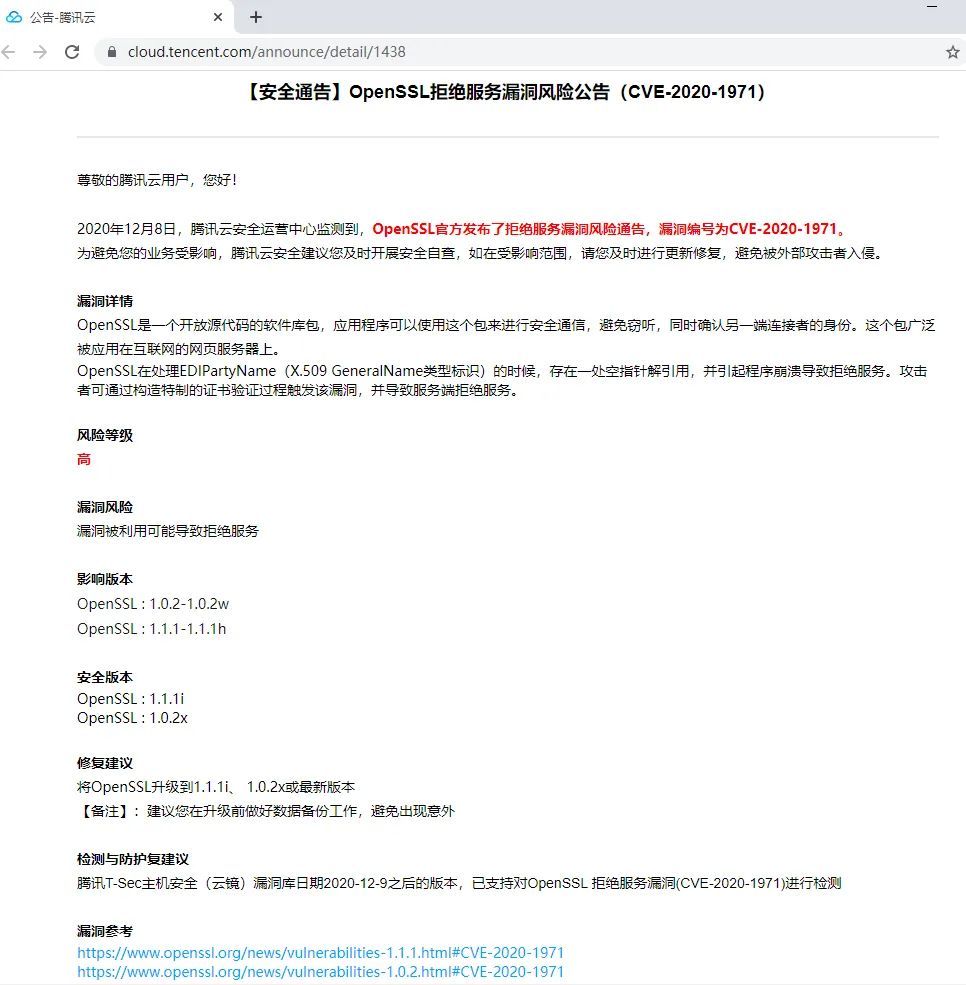 公告-腾讯云
cloud.tencent.com/announce/detail/1438
【安全通告】OpenSSL拒绝服务漏洞风险公告（CVE-2020-1971）
尊敬的腾讯云用户，您好！
2020年12月8日，腾讯云安全运营中心监测到，OpenSSL官方发布了拒绝服务漏洞风险通告，漏洞编号为CVE-2020-1971。
为避免您的业务受影响，腾讯云安全建议您及时开展安全自查，如在受影响范围，请您及时进行更新修复，避免被外部攻击者入侵。
漏洞详情
OpenSSL是一个开放源代码的软件库包，应用程序可以使用这个包来进行安全通信，避免窃听，同时确认另一端连接者的身份。这个包广泛
被应用在互联网的网页服务器上。
OpenSSL在处理EDIPartyName（X.509 GeneralName类型标识）的时候，存在一处空指针解引用，并引起程序崩溃导致拒绝服务。攻击
者可通过构造特制的证书验证过程触发该漏洞，并导致服务端拒绝服务。
风险等级
高
漏洞风险
漏洞被利用可能导致拒绝服务
影响版本
OpenSSL : 1.0.2-1.0.2w
OpenSSL : 1.1.1-1.1.1h
安全版本
OpenSSL : 1.1.1i
OpenSSL : 1.0.2x
修复建议
将OpenSSL升级到1.1.1i、 1.0.2x或最新版本
【备注】：建议您在升级前做好数据备份工作，避免出现意外
检测与防护复建议
腾讯T-Sec主机安全（云镜）漏洞库日期2020-12-9之后的版本，已支持对OpenSSL 拒绝服务漏洞(CVE-2020-1971)进行检测
漏洞参考
https://www.openssl.org/news/vulnerabilities-1.1.1.html#CVE-2020-1971
https://www.openssl.org/news/vulnerabilities-1.0.2.html#CVE-2020-1971